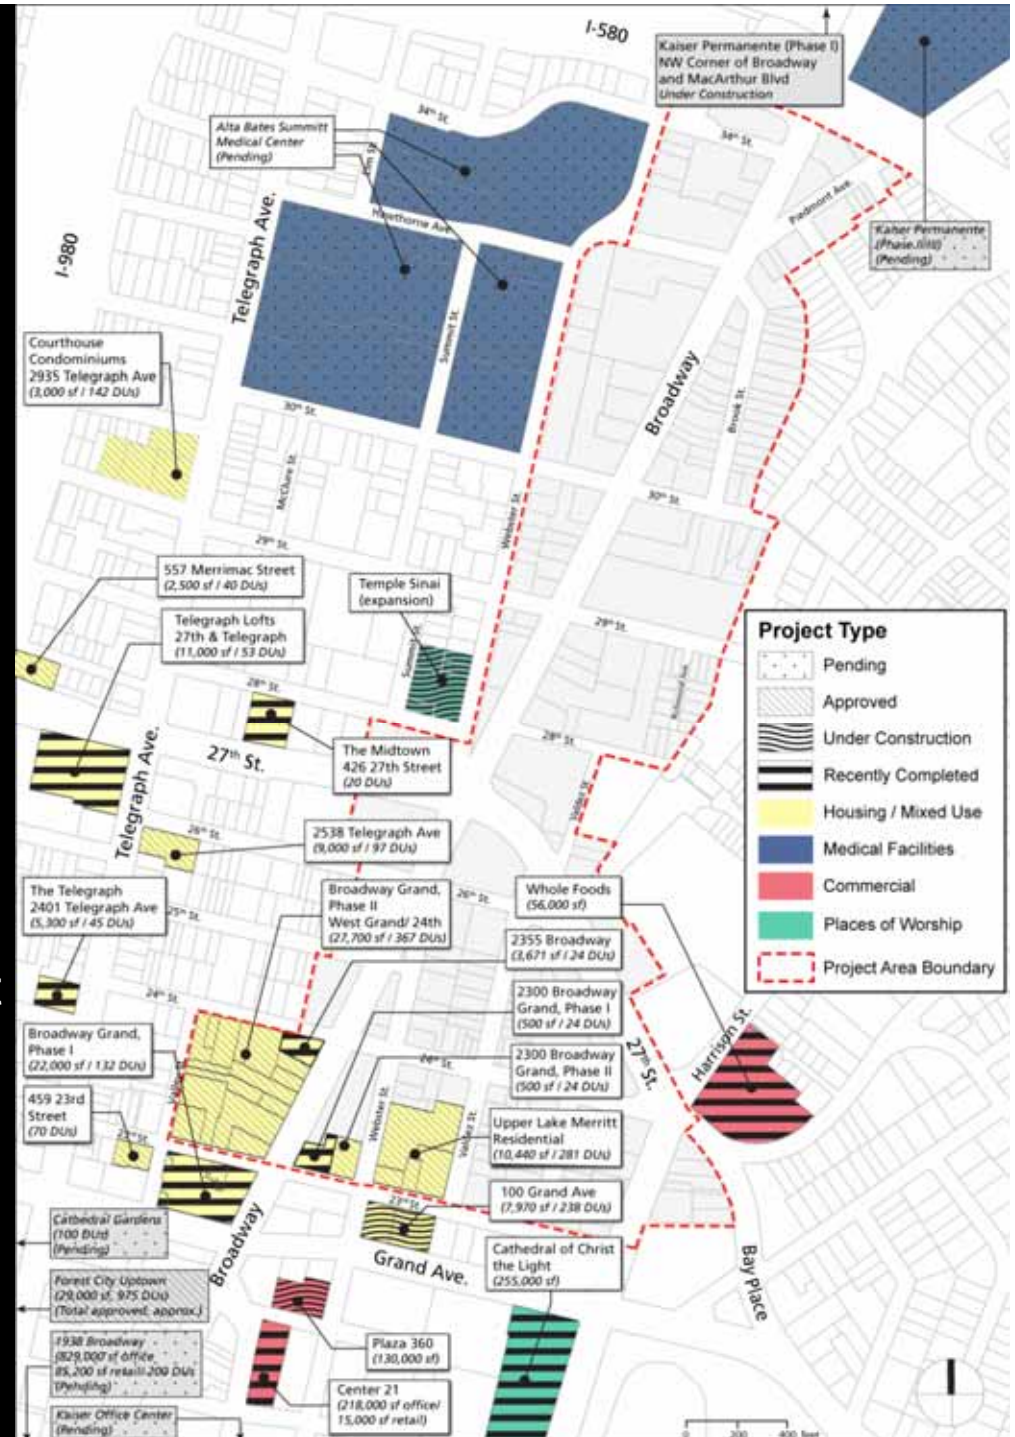 I-580
Kaiser Permanente (Phase I)
NW Corner of Broadway
and MacArthur Blvd
Under Construction
34th St.
36th St.
Alta Bates Summitt
Medical Center
(Pending)
Elm St.
Hawthorne Ave
Piedmont Ave.
Kaiser Permanente
(Pending)
I-980
Telegraph Ave.
Summit St.
Broadway
Brook St.
Courthouse
Condominiums
2935 Telegraph Ave
(3,000 sf / 142 DUs)
30th St.
McClure St.
30th St.
Webster St.
29th St.
557 Merrimac Street
(2,500 sf / 40 DUs)
Temple Sinai
(expansion)
Telegraph Lofts
27th & Telegraph
(11,000 sf / 53 DUs)
Summit St.
29th St.
Project Type
Pending
Approved
Under Construction
Recently Completed
Housing / Mixed Use
Medical Facilities
Commercial
Places of Worship
Project Area Boundary
28th St.
27th St.
The Midtown
426 27th Street
(20 DUs)
28th St.
Valdez St.
Telegraph Ave.
26th St.
2538 Telegraph Ave
(9,000 sf / 97 DUs)
The Telegraph
2401 Telegraph Ave
(5,300 sf / 45 DUs)
25th St.
Broadway Grand,
Phase II
West Grand/ 24th
(27,700 sf / 367 DUs)
26th St.
Whole Foods
(56,000 sf)
2355 Broadway
(3,671 sf / 24 DUs)
24th St.
2300 Broadway
Grand, Phase I
(500 sf / 24 DUs)
Harrison St.
27th St.
Broadway Grand,
Phase I
(22,000 sf / 132 DUs)
24th St.
2300 Broadway
Grand, Phase II
(500 sf / 24 DUs)
459 23rd
Street
(70 DUs)
23rd St.
Webster St.
Valdez St.
Upper Lake Merritt
Residential
(10,440 sf / 281 DUs)
100 Grand Ave
(7,970 sf / 238 DUs)
23rd St.
Cathedral Gardens
(100 DUs)
(Pending)
Broadway
Grand Ave.
Cathedral of Christ
the Light
(255,000 sf)
Bay Place
Forest City Uptown
(29,000 sf, 975 DUs)
(Total approved, approx.)
1938 Broadway
(829,000 sf office
85,200 sf retail/ 200 DUs
(Pending)
Plaza 360
(130,000 sf)
Center 21
(218,000 sf office/
15,000 sf retail)
Kaiser Office Center
(Pending)
0 200 400 feet